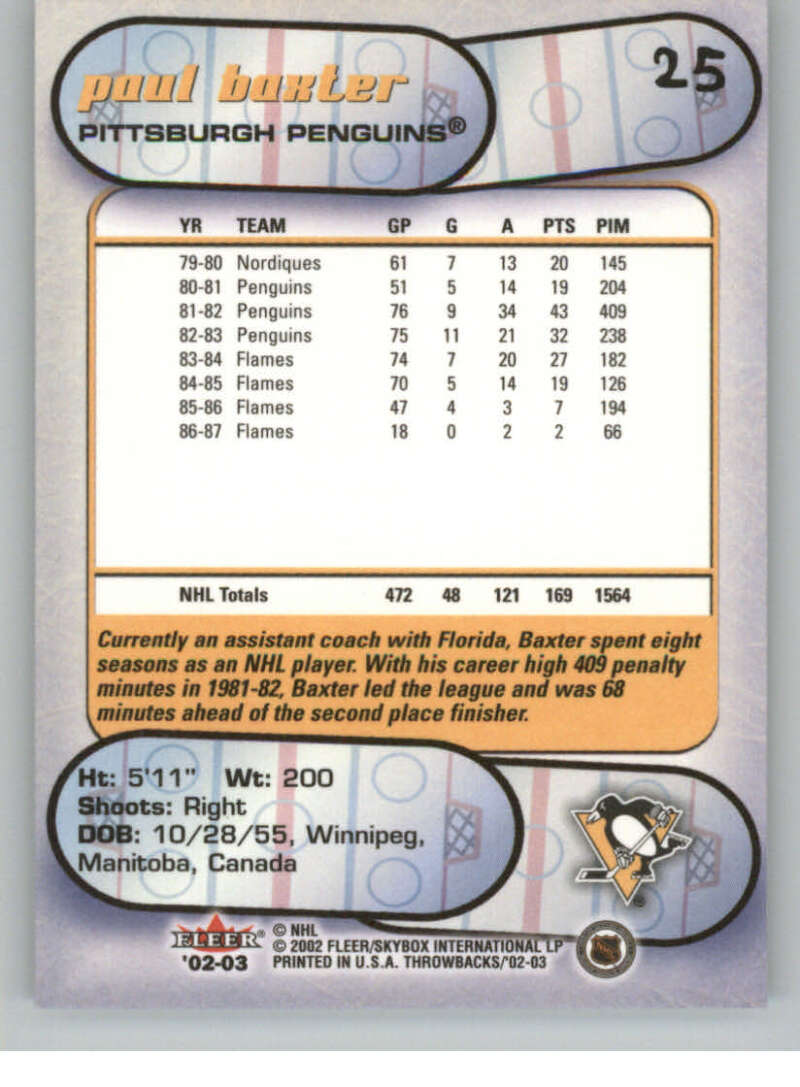 paul baxter 25
PITTSBURGH PENGUINS®
YR TEAM GP G A PTS PIM
79-80 Nordiques 61 7 13 20 145
80-81 Penguins 51 5 14 19 204
81-82 Penguins 76 9 34 43 409
82-83 Penguins 75 11 21 32 238
83-84 Flames 74 7 20 27 182
84-85 Flames 70 5 14 19 126
85-86 Flames 47 4 3 7 194
86-87 Flames 18 0 2 2 66
NHL Totals 472 48 121 169 1564
Currently an assistant coach with Florida, Baxter spent eight
seasons as an NHL player. With his career high 409 penalty
minutes in 1981-82, Baxter led the league and was 68
minutes ahead of the second place finisher.
Ht: 5'11" Wt: 200
Shoots: Right
DOB: 10/28/55, Winnipeg,
Manitoba, Canada
FLEER® © NHL
'02-03 © 2002 FLEER/SKYBOX INTERNATIONAL LP
PRINTED IN U.S.A. THROWBACKS/'02-03
NHL